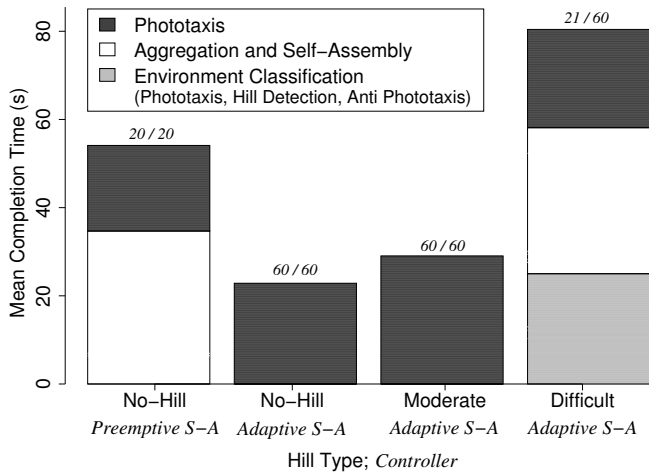 Phototaxis
Aggregation and Self−Assembly
Environment Classification
(Phototaxis, Hill Detection, Anti Phototaxis)
21 / 60
20 / 20
60 / 60
60 / 60
Mean Completion Time (s)
80
60
40
20
0
No−Hill No−Hill Moderate Difficult
Preemptive S−A Adaptive S−A Adaptive S−A Adaptive S−A
Hill Type; Controller